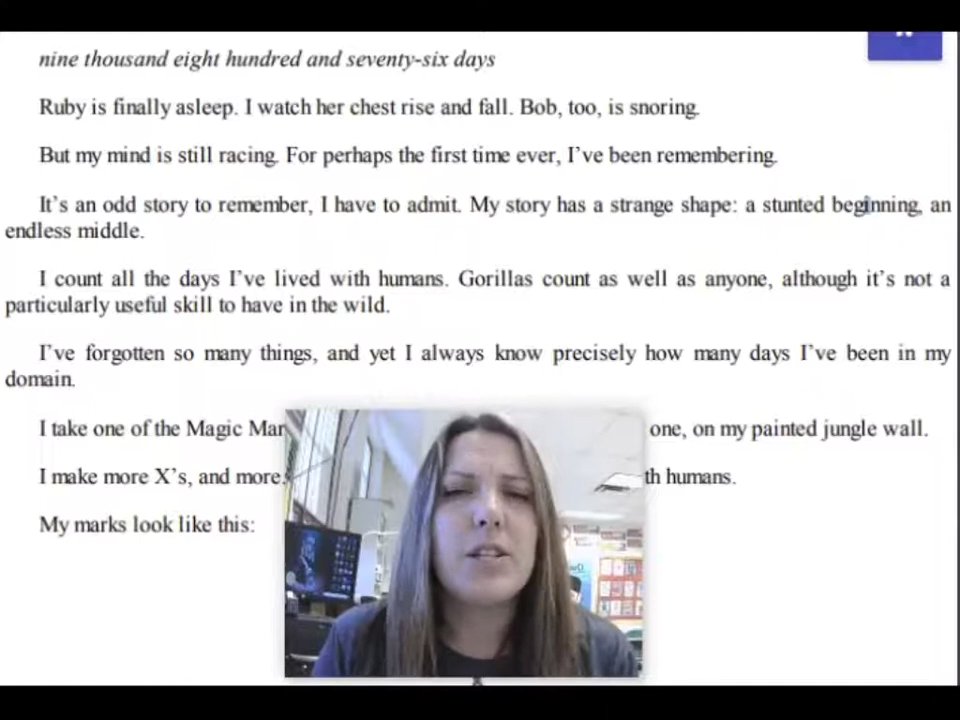 nine thousand eight hundred and seventy-six days
Ruby is finally asleep. I watch her chest rise and fall. Bob, too, is snoring.
But my mind is still racing. For perhaps the first time ever, I've been remembering.
It's an odd story to remember, I have to admit. My story has a strange shape: a stunted beginning, an
endless middle.
I count all the days I've lived with humans. Gorillas count as well as anyone, although it's not a
particularly useful skill to have in the wild.
I've forgotten so many things, and yet I always know precisely how many days I've been in my
domain.
I take one of the Magic Mar one, on my painted jungle wall.
I make more X's, and more. th humans.
My marks look like this: